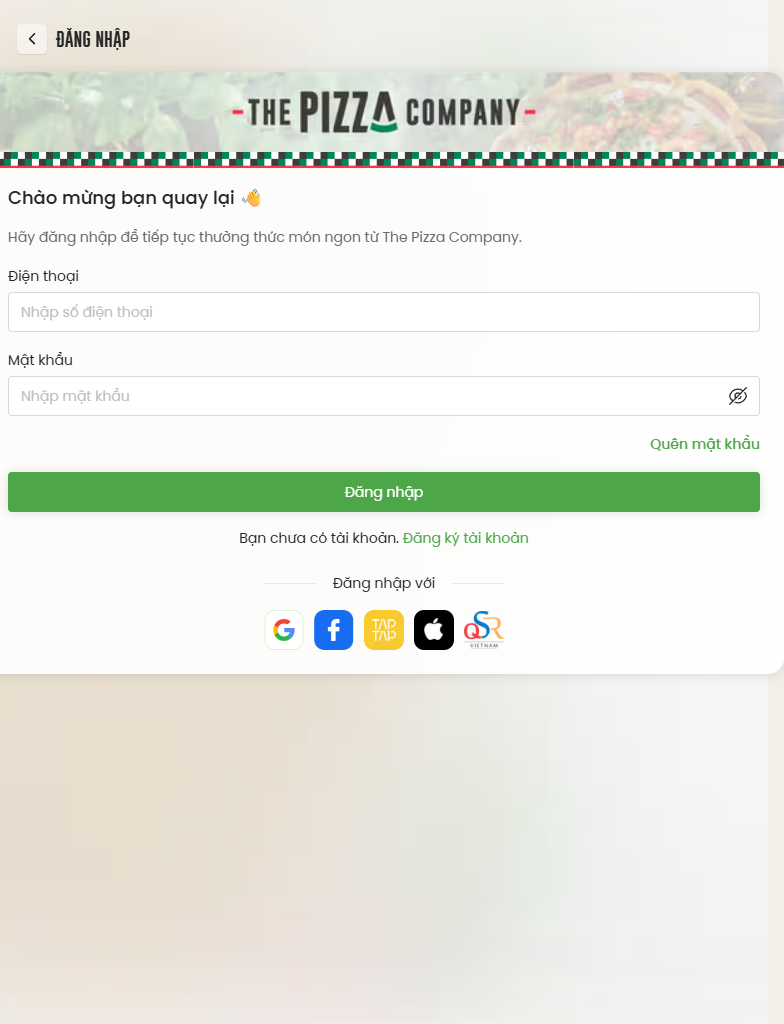 ĐĂNG NHẬP
THE PIZZA COMPANY
Chào mừng bạn quay lại 👋
Hãy đăng nhập để tiếp tục thưởng thức món ngon từ The Pizza Company.
Điện thoại
Nhập số điện thoại
Mật khẩu
Nhập mật khẩu
Quên mật khẩu
Đăng nhập
Bạn chưa có tài khoản. Đăng ký tài khoản
Đăng nhập với
TAP TAP
QSR
VIETNAM